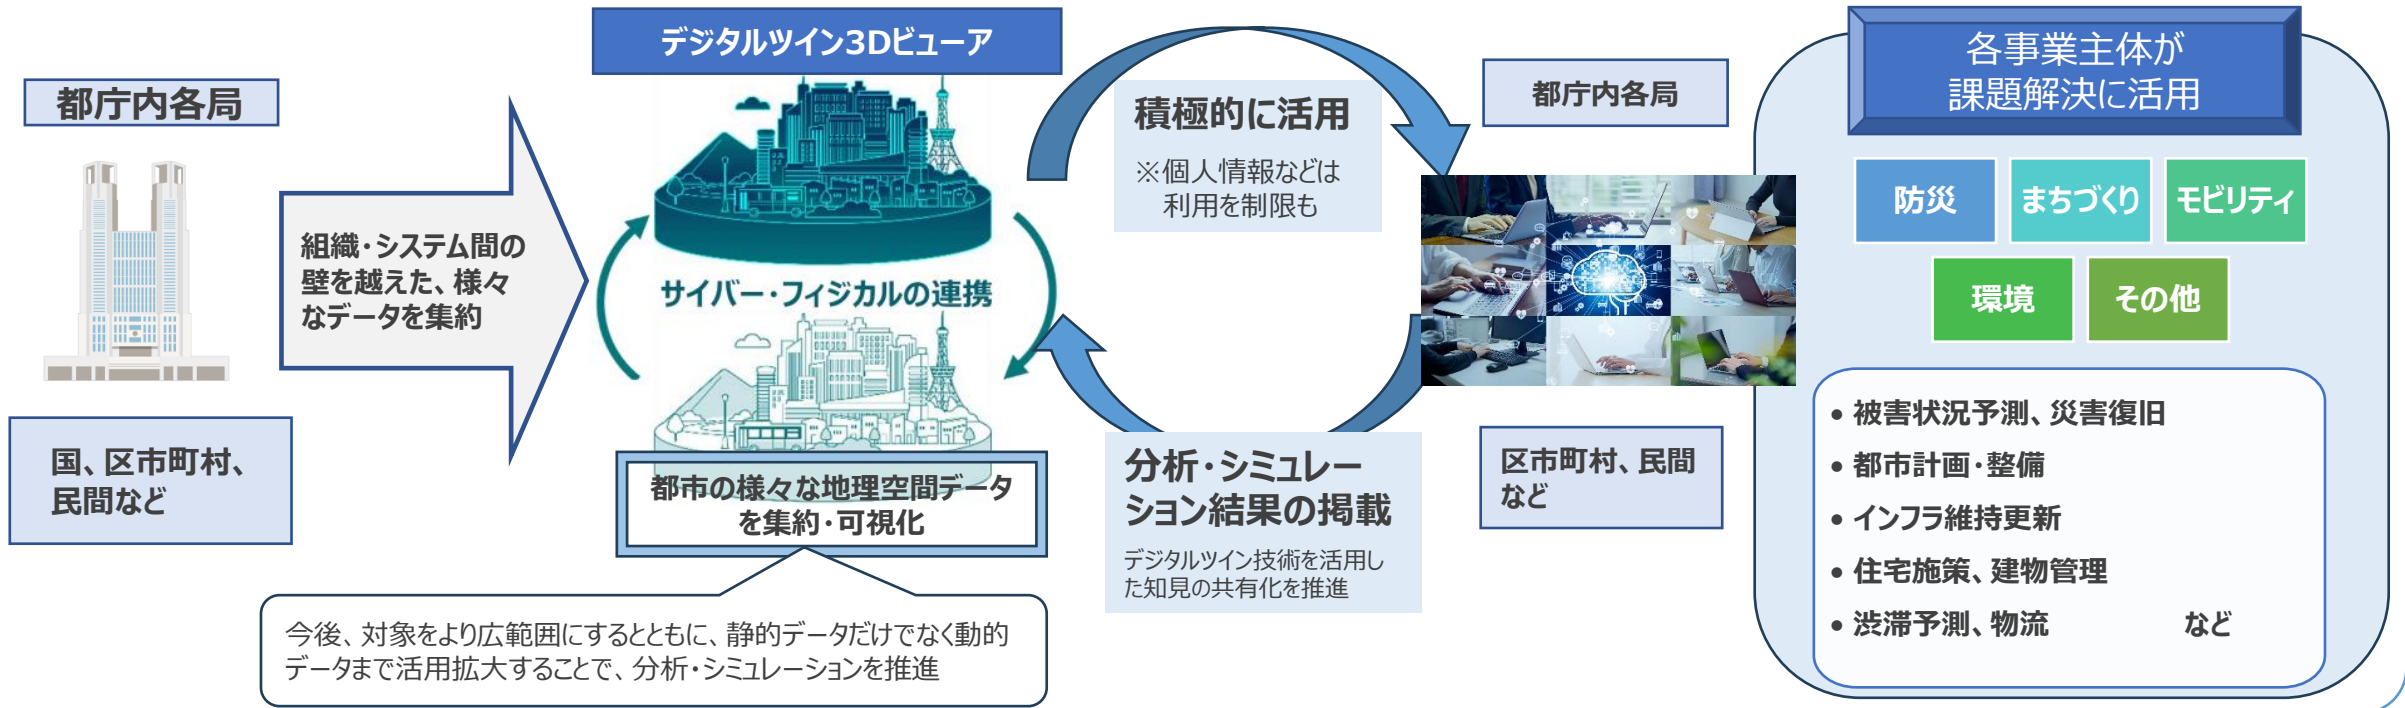 都庁内各局
国、区市町村、
民間など
組織・システム間の
壁を越えた、様々
なデータを集約
デジタルツイン3Dビューア
サイバー・フィジカルの連携
都市の様々な地理空間データ
を集約・可視化
今後、対象をより広範囲にするとともに、静的データだけでなく動的
データまで活用拡大することで、分析・シミュレーションを推進
積極的に活用
※個人情報などは
利用を制限も
分析・シミュレー
ション結果の掲載
デジタルツイン技術を活用し
た知見の共有化を推進
都庁内各局
区市町村、民間
など
各事業主体が
課題解決に活用
防災
まちづくり
モビリティ
環境
その他
• 被害状況予測、災害復旧
• 都市計画・整備
• インフラ維持更新
• 住宅施策、建物管理
• 渋滞予測、物流 など